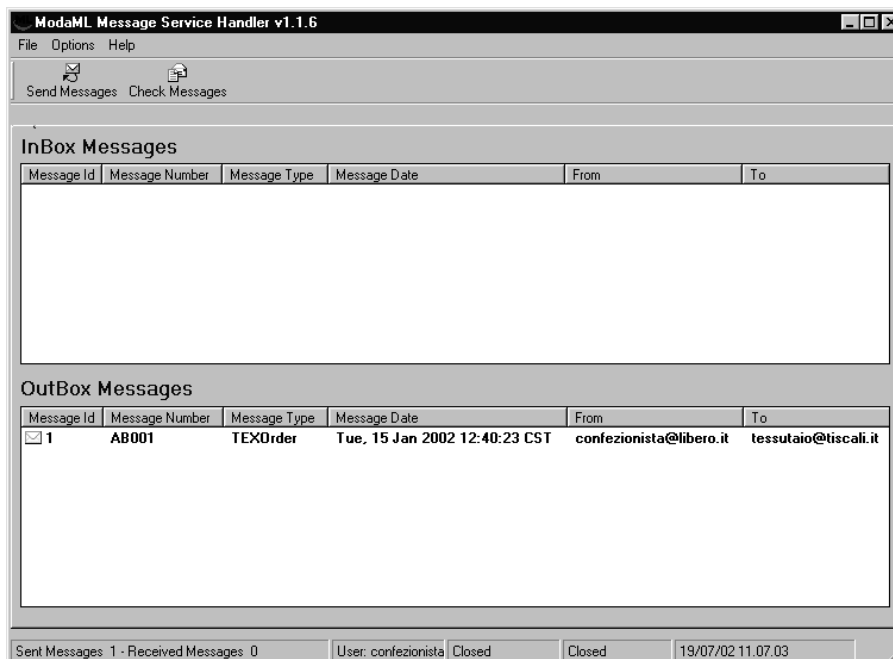 ModaML Message Service Handler v1.1.6
File Options Help
Send Messages Check Messages
InBox Messages
Message Id Message Number Message Type Message Date From To
OutBox Messages
Message Id Message Number Message Type Message Date From To
1 AB001 TEXOrder Tue, 15 Jan 2002 12:40:23 CST confezionista@libero.it tessutaio@tiscali.it
Sent Messages 1 - Received Messages 0 User: confezionista Closed Closed 19/07/02 11.07.03